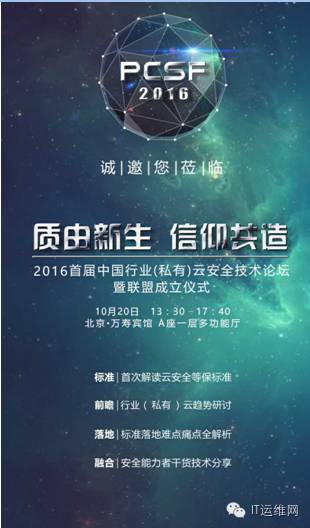 PCSF
2016
诚|邀|您|莅|临
质由新生 信仰共造
2016首届中国行业(私有)云安全技术论坛
暨联盟成立仪式
10月20日 13:30-17:40
北京·万寿宾馆 A座一层多功能厅
标准|首次解读云安全等保标准
前瞻|行业(私有)云趋势研讨
落地|标准落地难点痛点全解析
融合|安全能力者干货技术分享
IT运维网